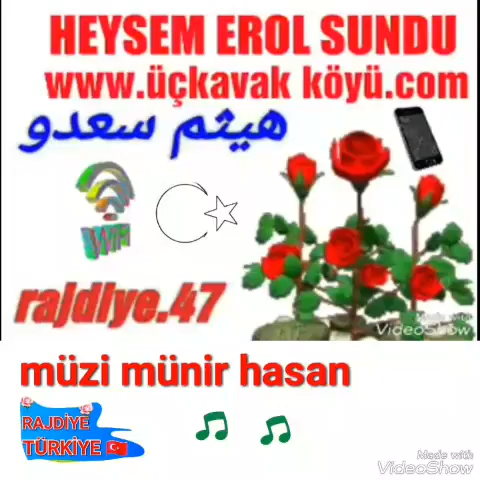 HEYSEM EROL SUNDU
www.üçkavak köyü.com
هيثم سعدو
WiFi
rajdiye.47
Made with
VideoShow
müzi münir hasan
RAJDİYE
TÜRKİYE 🇹🇷
Made with
VideoShow